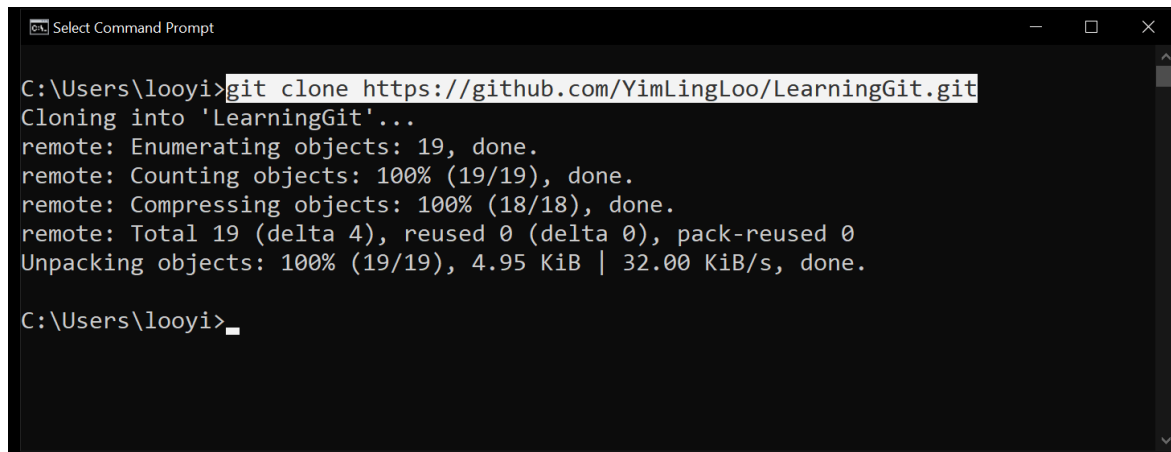 Select Command Prompt
C:\Users\looyi>git clone https://github.com/YimLingLoo/LearningGit.git
Cloning into 'LearningGit'...
remote: Enumerating objects: 19, done.
remote: Counting objects: 100% (19/19), done.
remote: Compressing objects: 100% (18/18), done.
remote: Total 19 (delta 4), reused 0 (delta 0), pack-reused 0
Unpacking objects: 100% (19/19), 4.95 KiB | 32.00 KiB/s, done.
C:\Users\looyi>